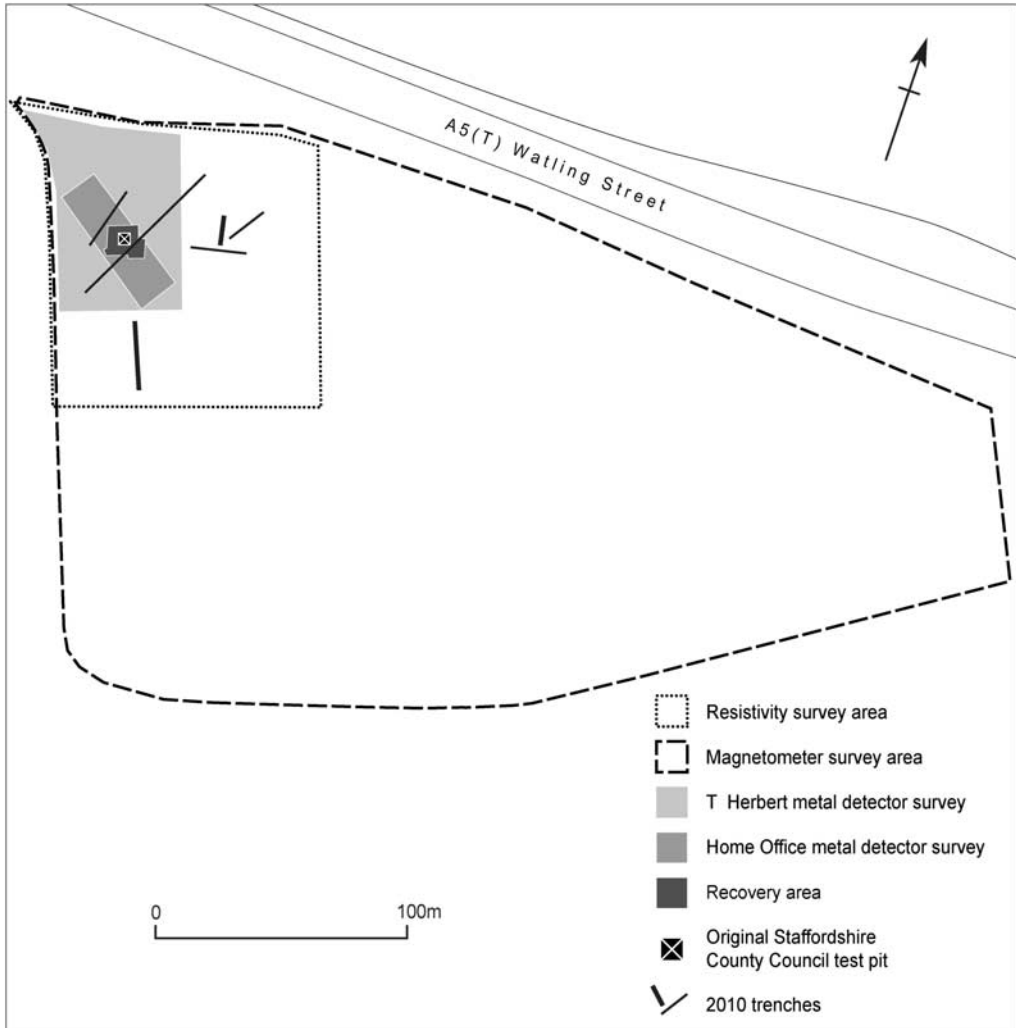 A5(T) Watling Street
Resistivity survey area
Magnetometer survey area
T Herbert metal detector survey
Home Office metal detector survey
Recovery area
Original Staffordshire
County Council test pit
2010 trenches
0 100m